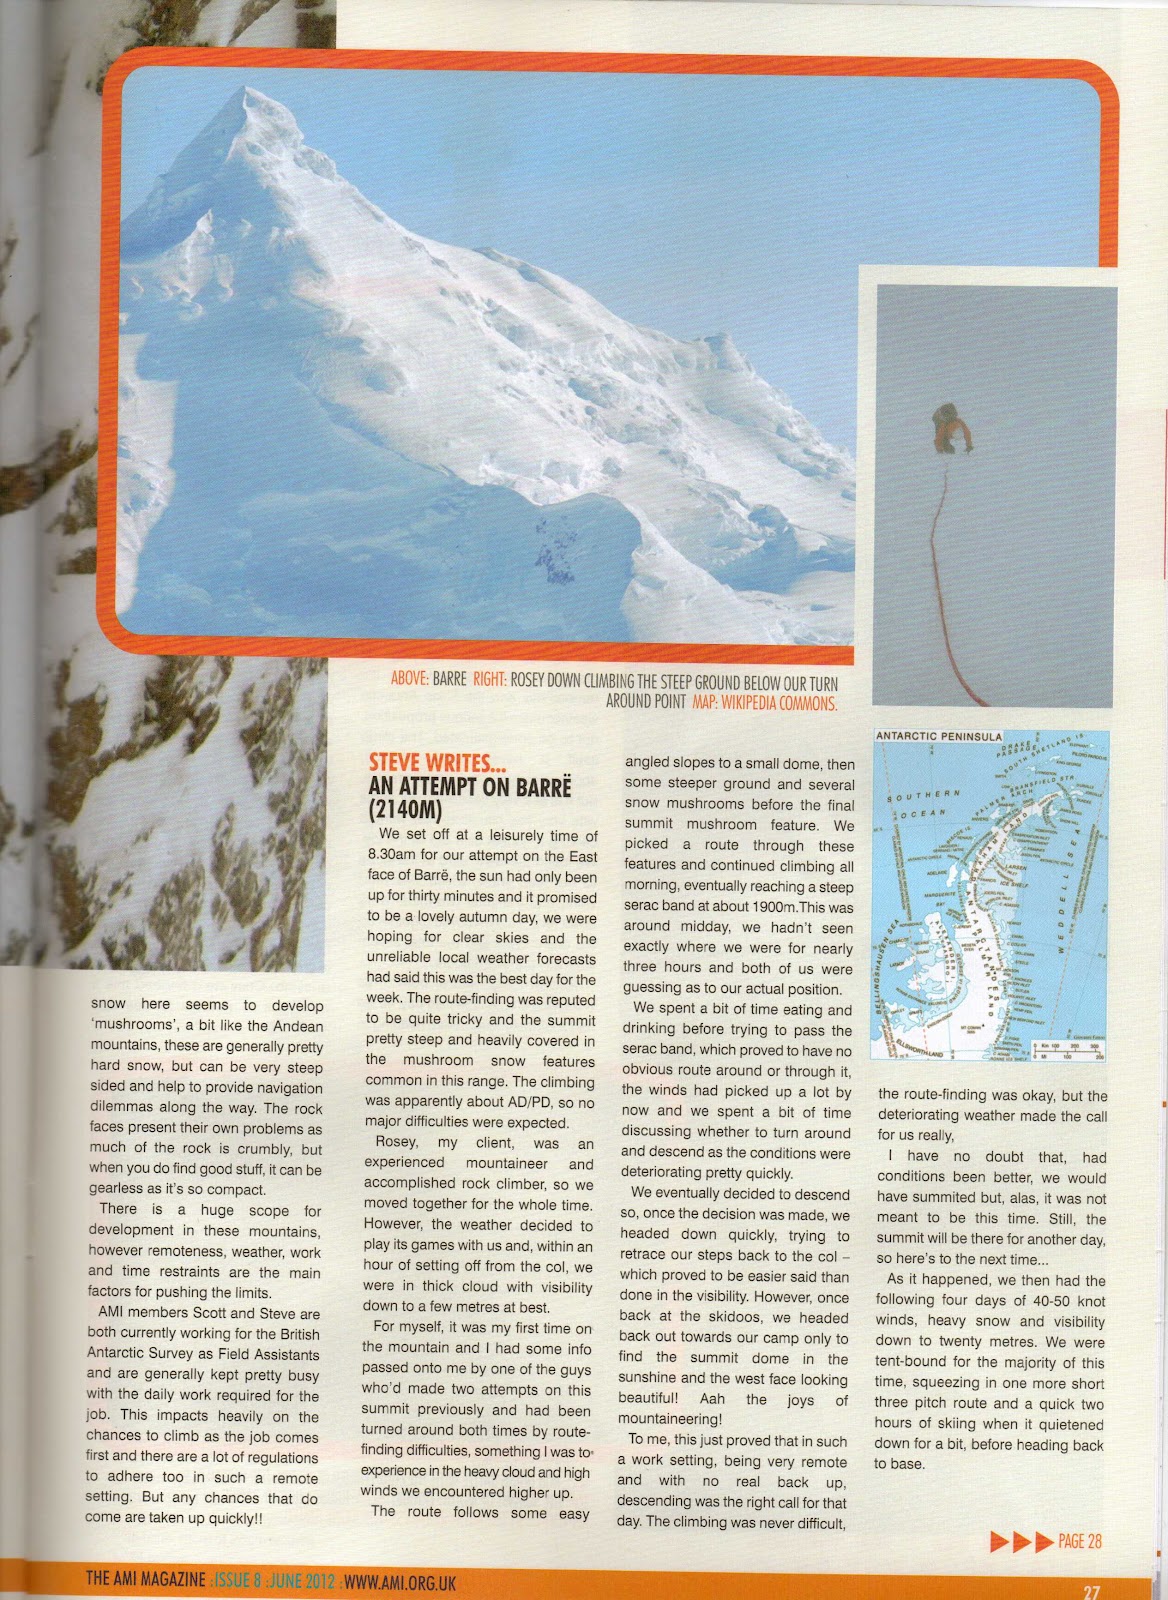 ABOVE: BARRE RIGHT: ROSEY DOWN CLIMBING THE STEEP GROUND BELOW OUR TURN
AROUND POINT MAP: WIKIPEDIA COMMONS.
snow here seems to develop
‘mushrooms’, a bit like the Andean
mountains, these are generally pretty
hard snow, but can be very steep
sided and help to provide navigation
dilemmas along the way. The rock
faces present their own problems as
much of the rock is crumbly, but
when you do find good stuff, it can be
gearless as it’s so compact.
There is a huge scope for
development in these mountains,
however remoteness, weather, work
and time restraints are the main
factors for pushing the limits.
AMI members Scott and Steve are
both currently working for the British
Antarctic Survey as Field Assistants
and are generally kept pretty busy
with the daily work required for the
job. This impacts heavily on the
chances to climb as the job comes
first and there are a lot of regulations
to adhere too in such a remote
setting. But any chances that do
come are taken up quickly!!
STEVE WRITES...
AN ATTEMPT ON BARRË
(2140M)
We set off at a leisurely time of
8.30am for our attempt on the East
face of Barrë, the sun had only been
up for thirty minutes and it promised
to be a lovely autumn day, we were
hoping for clear skies and the
unreliable local weather forecasts
had said this was the best day for the
week. The route-finding was reputed
to be quite tricky and the summit
pretty steep and heavily covered in
the mushroom snow features
common in this range. The climbing
was apparently about AD/PD, so no
major difficulties were expected.
Rosey, my client, was an
experienced mountaineer and
accomplished rock climber, so we
moved together for the whole time.
However, the weather decided to
play its games with us and, within an
hour of setting off from the col, we
were in thick cloud with visibility
down to a few metres at best.
For myself, it was my first time on
the mountain and I had some info
passed onto me by one of the guys
who’d made two attempts on this
summit previously and had been
turned around both times by route-
finding difficulties, something I was to
experience in the heavy cloud and high
winds we encountered higher up.
The route follows some easy
angled slopes to a small dome, then
some steeper ground and several
snow mushrooms before the final
summit mushroom feature. We
picked a route through these
features and continued climbing all
morning, eventually reaching a steep
serac band at about 1900m.This was
around midday, we hadn’t seen
exactly where we were for nearly
three hours and both of us were
guessing as to our actual position.
We spent a bit of time eating and
drinking before trying to pass the
serac band, which proved to have no
obvious route around or through it,
the winds had picked up a lot by
now and we spent a bit of time
discussing whether to turn around
and descend as the conditions were
deteriorating pretty quickly.
We eventually decided to descend
so, once the decision was made, we
headed down quickly, trying to
retrace our steps back to the col –
which proved to be easier said than
done in the visibility. However, once
back at the skidoos, we headed
back out towards our camp only to
find the summit dome in the
sunshine and the west face looking
beautiful! Aah the joys of
mountaineering!
To me, this just proved that in such
a work setting, being very remote
and with no real back up,
descending was the right call for that
day. The climbing was never difficult,
ANTARCTIC PENINSULA
DRAKE
PASSAGE
SOUTH SHETLAND IS.
BRANSFIELD STR.
SOUTHERN
OCEAN
GRAHAM LAND
LARSEN
ICE SHELF
WEDDELL SEA
BELLINGSHAUSEN SEA
ELLSWORTH LAND
the route-finding was okay, but the
deteriorating weather made the call
for us really,
I have no doubt that, had
conditions been better, we would
have summited but, alas, it was not
meant to be this time. Still, the
summit will be there for another day,
so here’s to the next time...
As it happened, we then had the
following four days of 40-50 knot
winds, heavy snow and visibility
down to twenty metres. We were
tent-bound for the majority of this
time, squeezing in one more short
three pitch route and a quick two
hours of skiing when it quietened
down for a bit, before heading back
to base.
PAGE 28
THE AMI MAGAZINE :ISSUE 8 :JUNE 2012 :WWW.AMI.ORG.UK
27